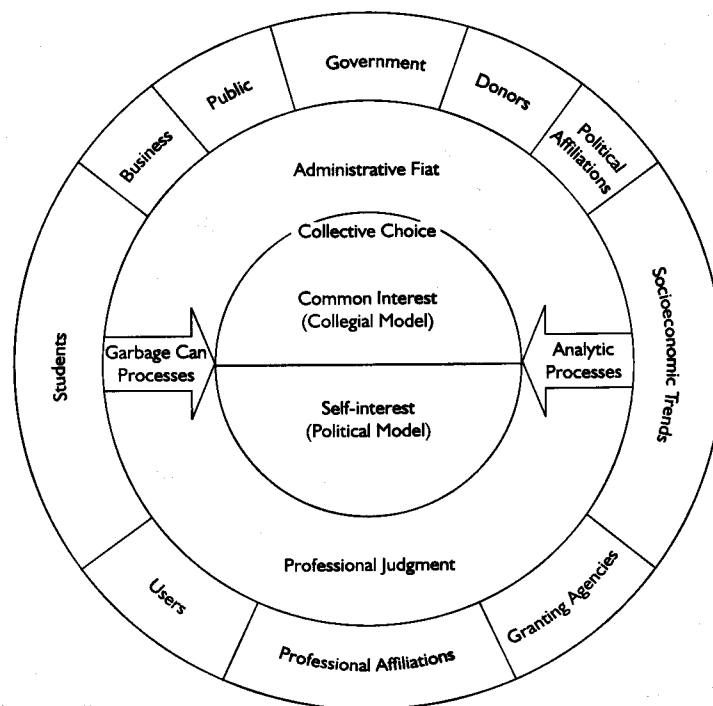 Government
Public
Donors
Business
Political
Affiliations
Administrative Fiat
Collective Choice
Common Interest
(Collegial Model)
Students
Garbage Can
Processes
Analytic
Processes
Socioeconomic Trends
Self-interest
(Political Model)
Professional Judgment
Users
Professional Affiliations
Granting Agencies